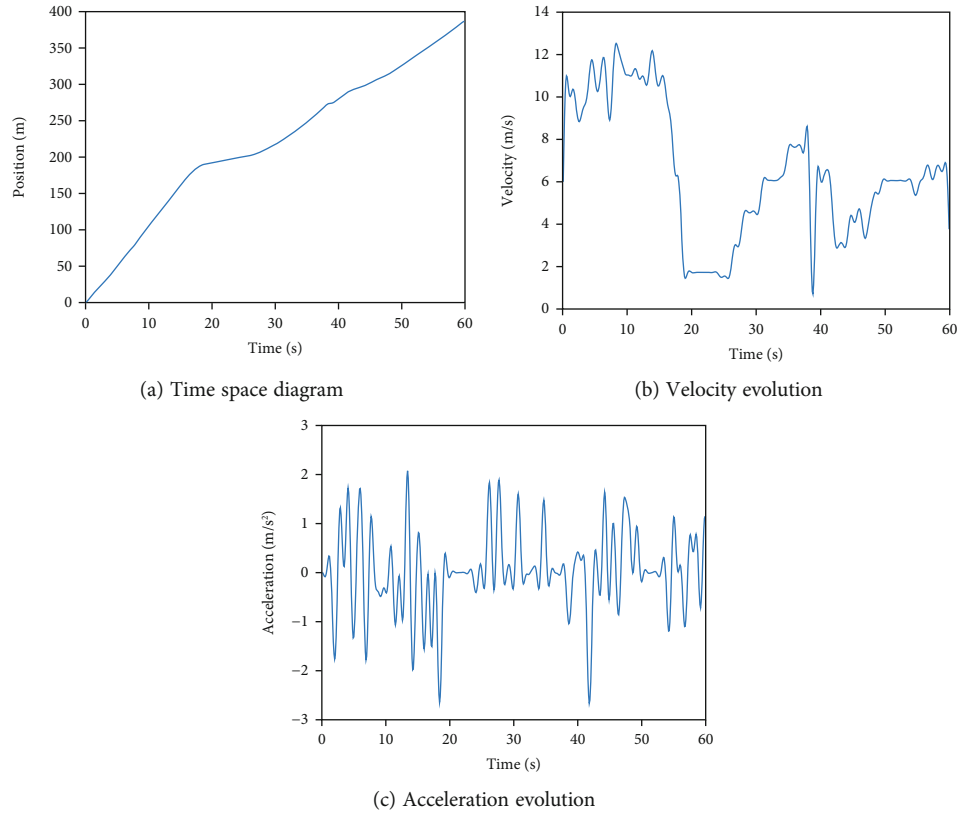 400
350
300
250
200
150
100
50
0
Position (m)
0 10 20 30 40 50 60
Time (s)
(a) Time space diagram
14
12
10
8
6
4
2
0
Velocity (m/s)
0 10 20 30 40 50 60
Time (s)
(b) Velocity evolution
3
2
1
0
−1
−2
−3
Acceleration (m/s²)
0 10 20 30 40 50 60
Time (s)
(c) Acceleration evolution